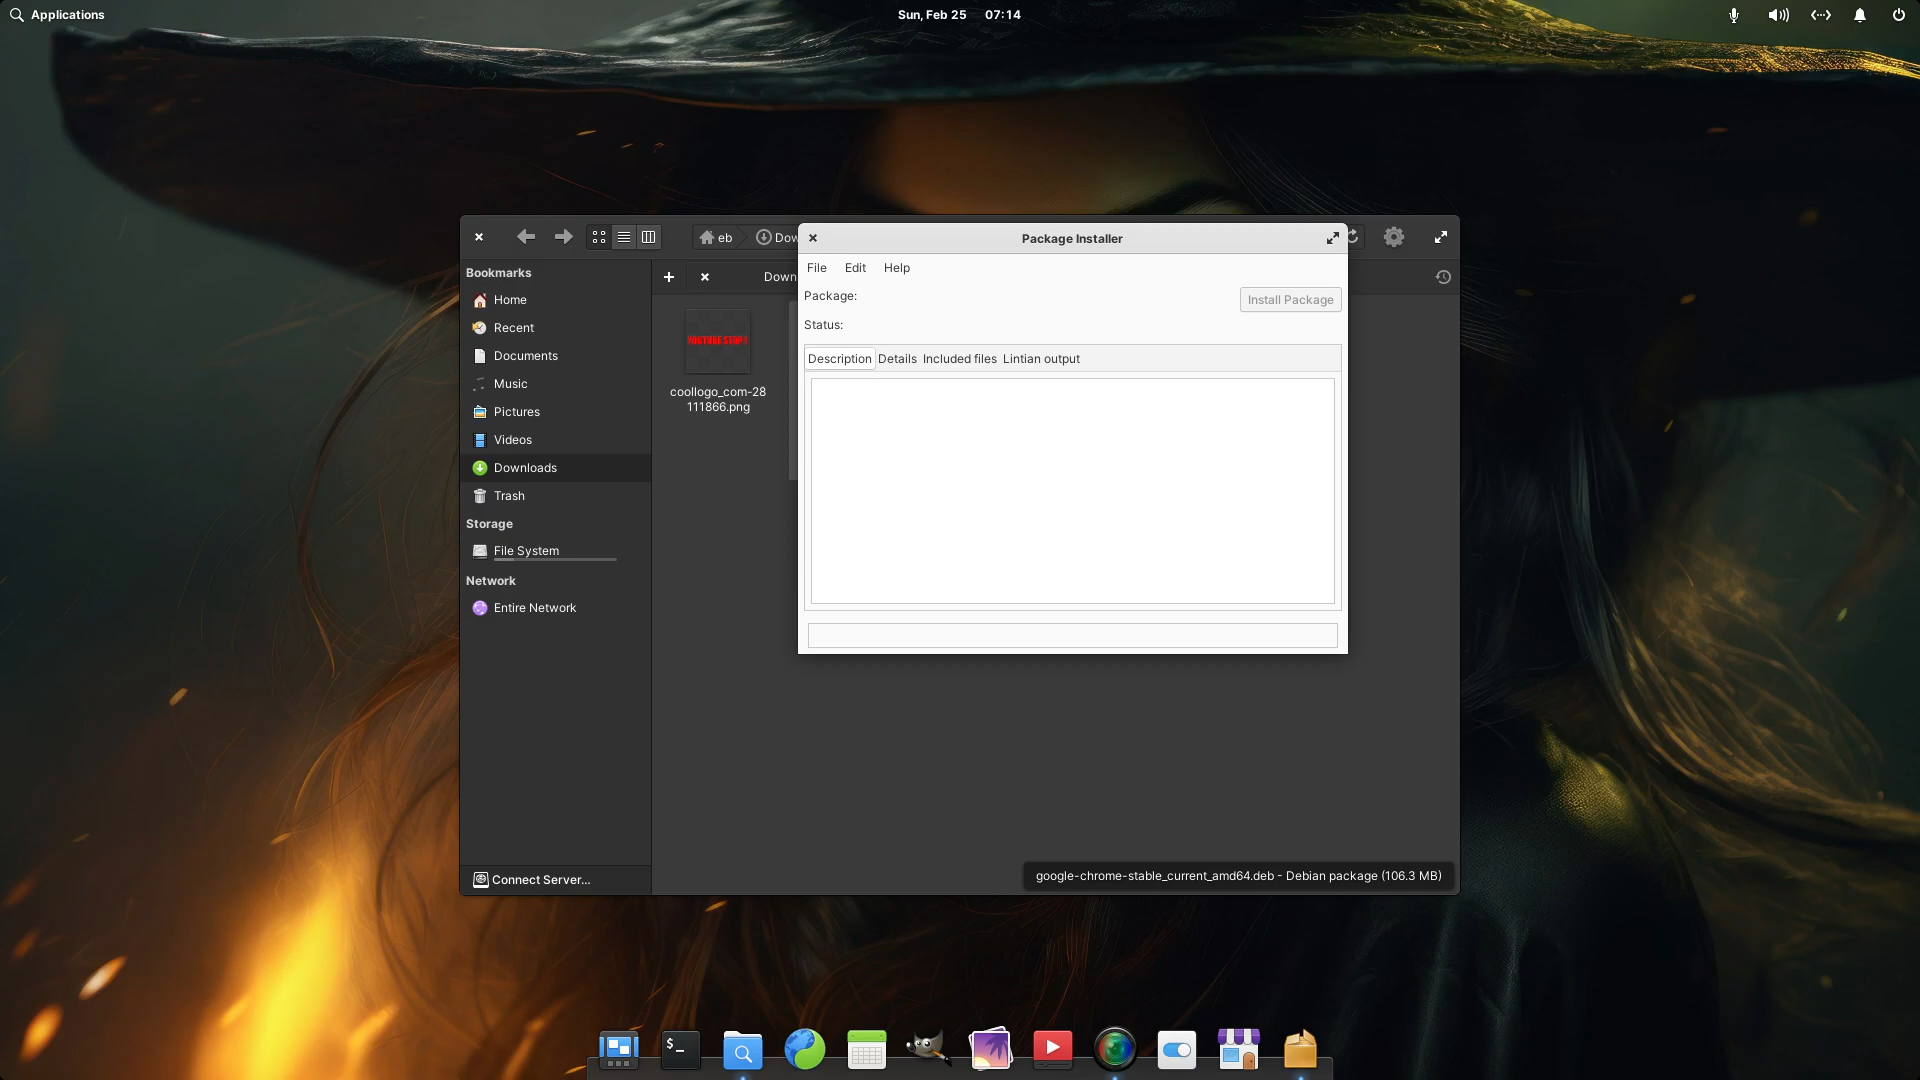 Applications
Sun, Feb 25 07:14
eb
Dow
Package Installer
Bookmarks
Home
Recent
Documents
Music
Pictures
Videos
Downloads
Trash
Storage
File System
Network
Entire Network
Connect Server...
Down
YOUTUBE STOP !
coollogo_com-28
111866.png
File Edit Help
Package:
Install Package
Status:
Description Details Included files Lintian output
google-chrome-stable_current_amd64.deb - Debian package (106.3 MB)
$ _